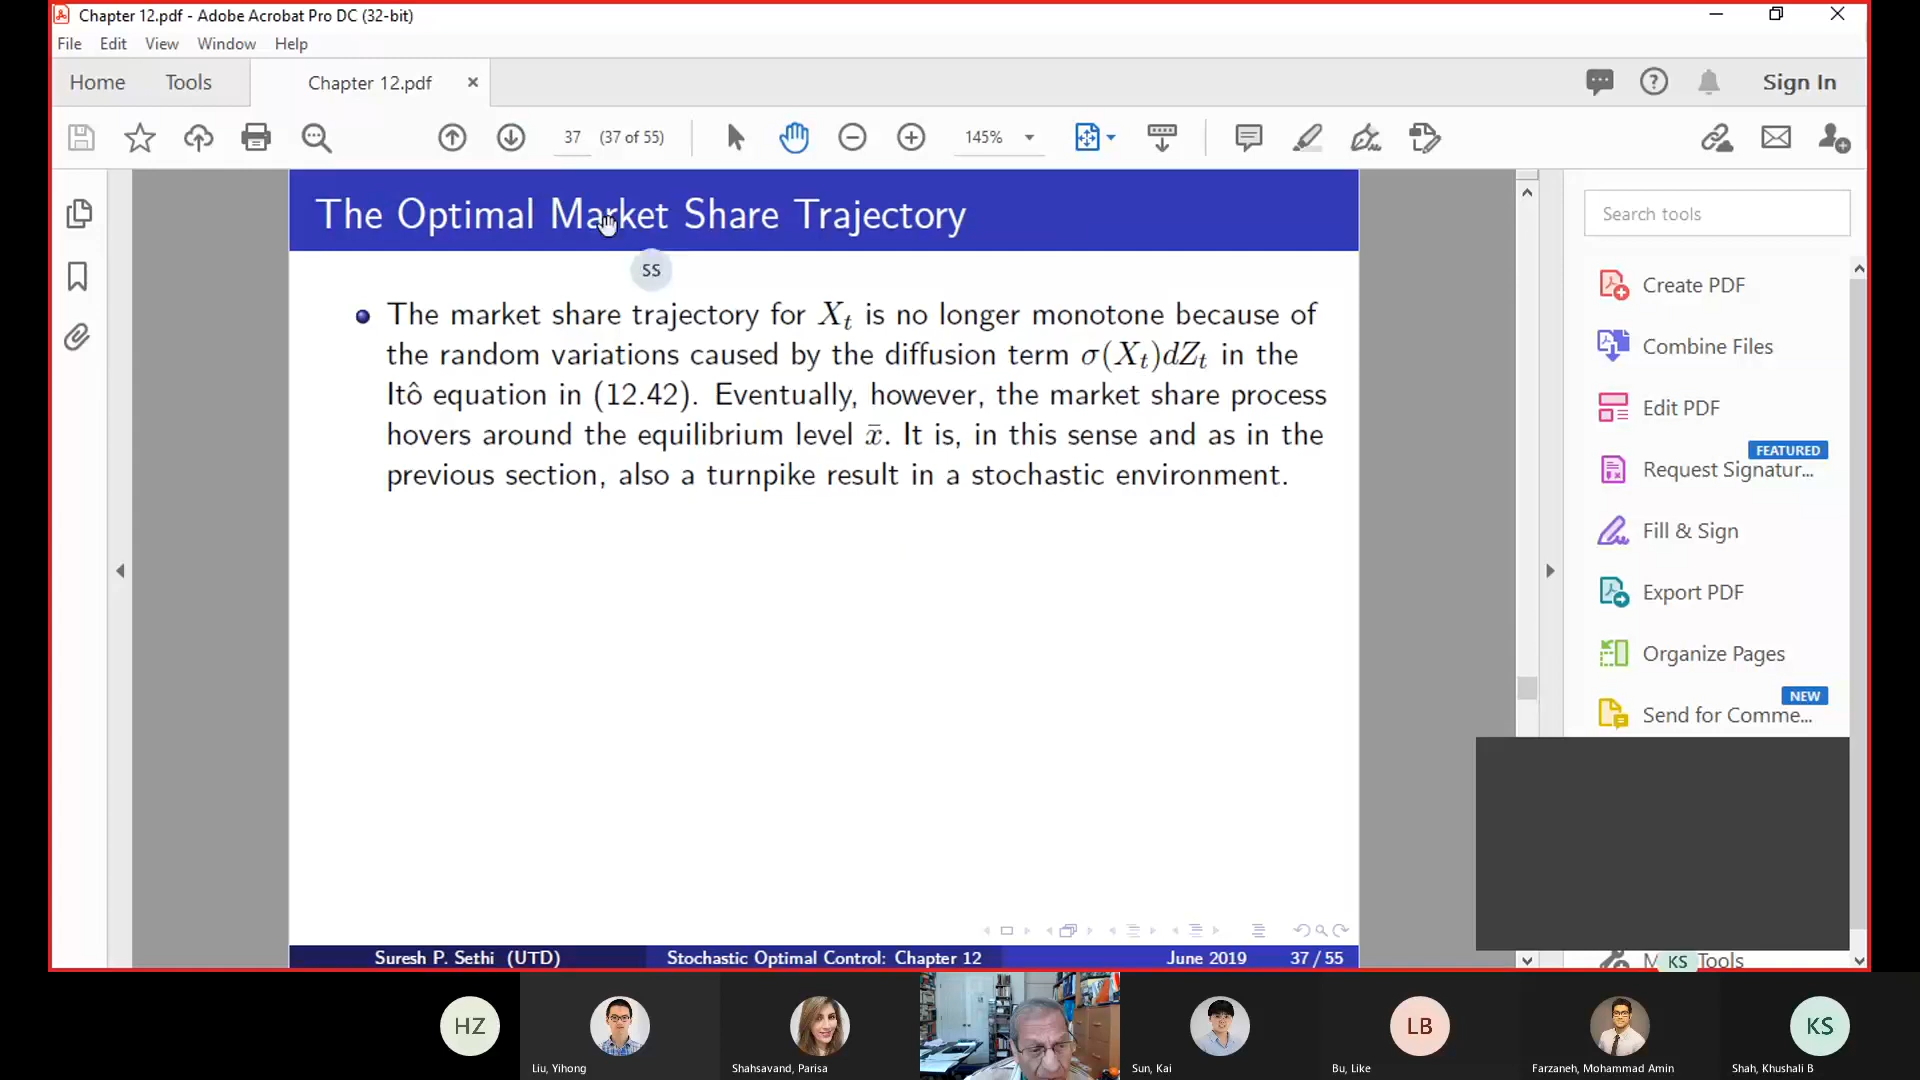 Chapter 12.pdf - Adobe Acrobat Pro DC (32-bit)
File Edit View Window Help
Home Tools Chapter 12.pdf × Sign In
37 (37 of 55) 145%
The Optimal Market Share Trajectory
SS
The market share trajectory for Xₜ is no longer monotone because of
the random variations caused by the diffusion term σ(Xₜ)dZₜ in the
Itô equation in (12.42). Eventually, however, the market share process
hovers around the equilibrium level x̄. It is, in this sense and as in the
previous section, also a turnpike result in a stochastic environment.
Suresh P. Sethi (UTD) Stochastic Optimal Control: Chapter 12 June 2019 37 / 55
Search tools
Create PDF
Combine Files
Edit PDF
FEATURED
Request Signatur...
Fill & Sign
Export PDF
Organize Pages
NEW
Send for Comme...
KS Tools
HZ LB KS
Liu, Yihong Shahsavand, Parisa Sun, Kai Bu, Like Farzaneh, Mohammad Amin Shah, Khushali B